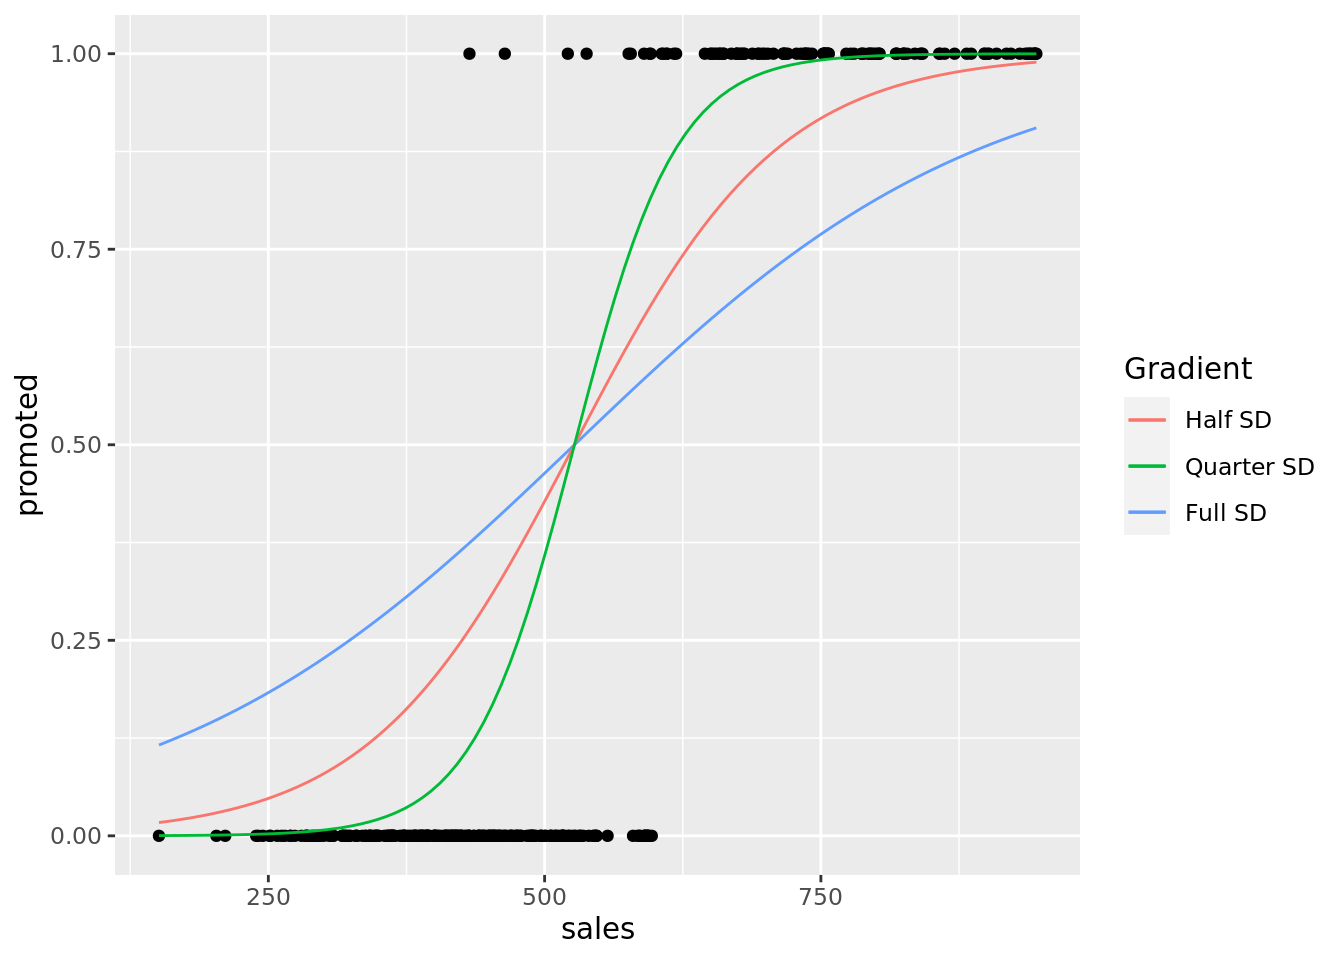 1.00
0.75
0.50
0.25
0.00
promoted
250 500 750
sales
Gradient
Half SD
Quarter SD
Full SD